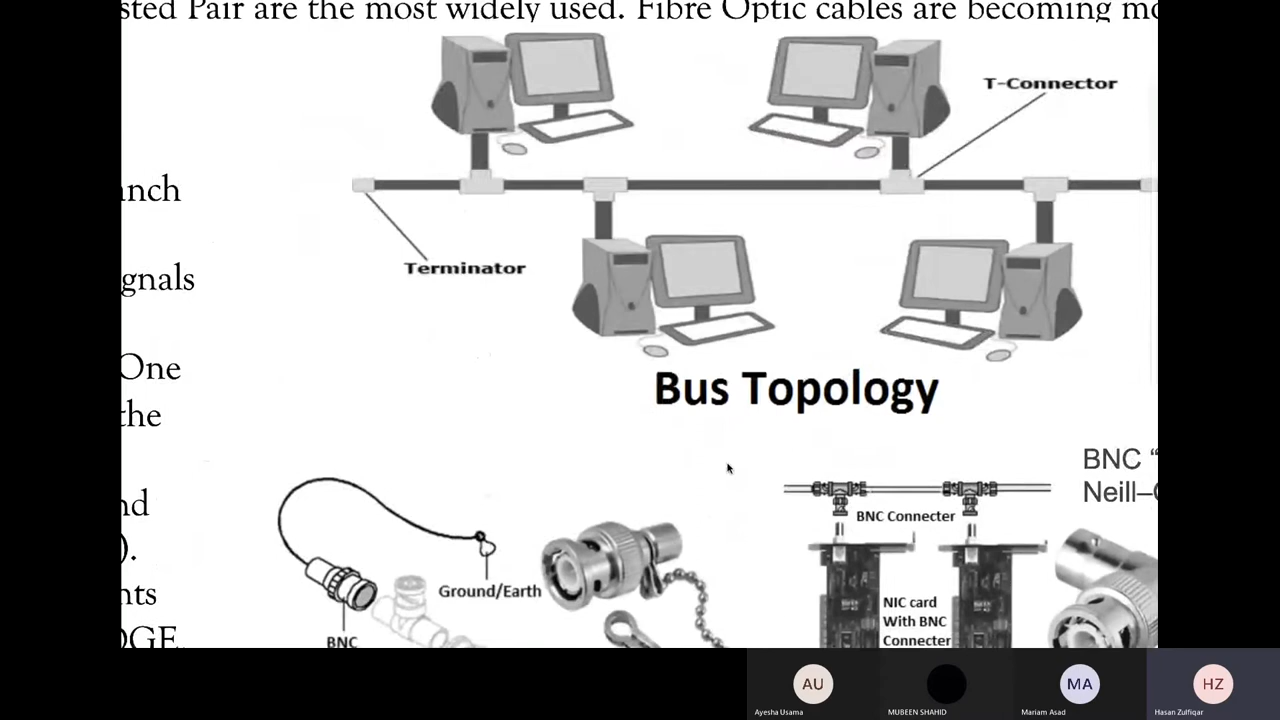 sted Pair are the most widely used. Fibre Optic cables are becoming mo
T-Connector
anch
gnals
Terminator
One
the
Bus Topology
BNC “
Neill–
nd
BNC Connecter
).
Ground/Earth
nts
NIC card
With BNC
Connecter
OGE
BNC
AU
MA
HZ
Ayesha Usama
MUBEEN SHAHID
Mariam Asad
Hasan Zulfiqar